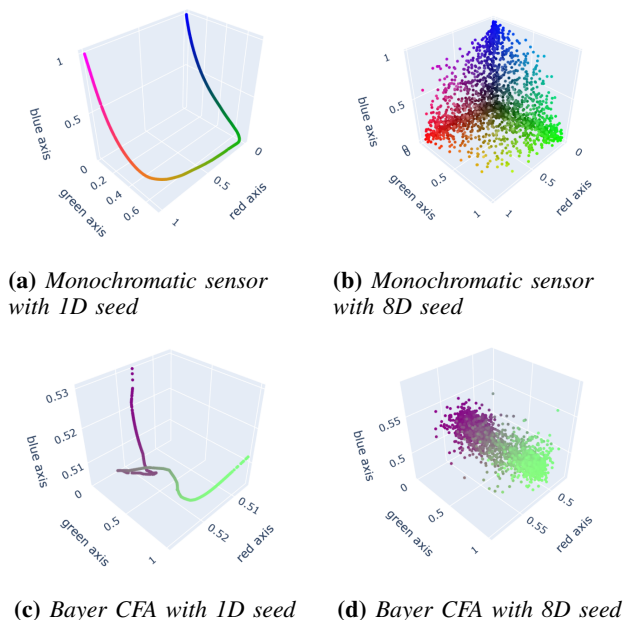 1
0.5
0
0.2
0.4
0.6
1
0.5
0
blue axis
green axis
red axis
1
0.5
0
0
0.5
1
1
0.5
0
blue axis
green axis
red axis
(a) Monochromatic sensor
with 1D seed
(b) Monochromatic sensor
with 8D seed
0.53
0.52
0.51
0
0.5
1
0.52
0.51
blue axis
green axis
red axis
0.55
0.5
0
0.5
1
0.55
0.5
blue axis
green axis
red axis
(c) Bayer CFA with 1D seed
(d) Bayer CFA with 8D seed